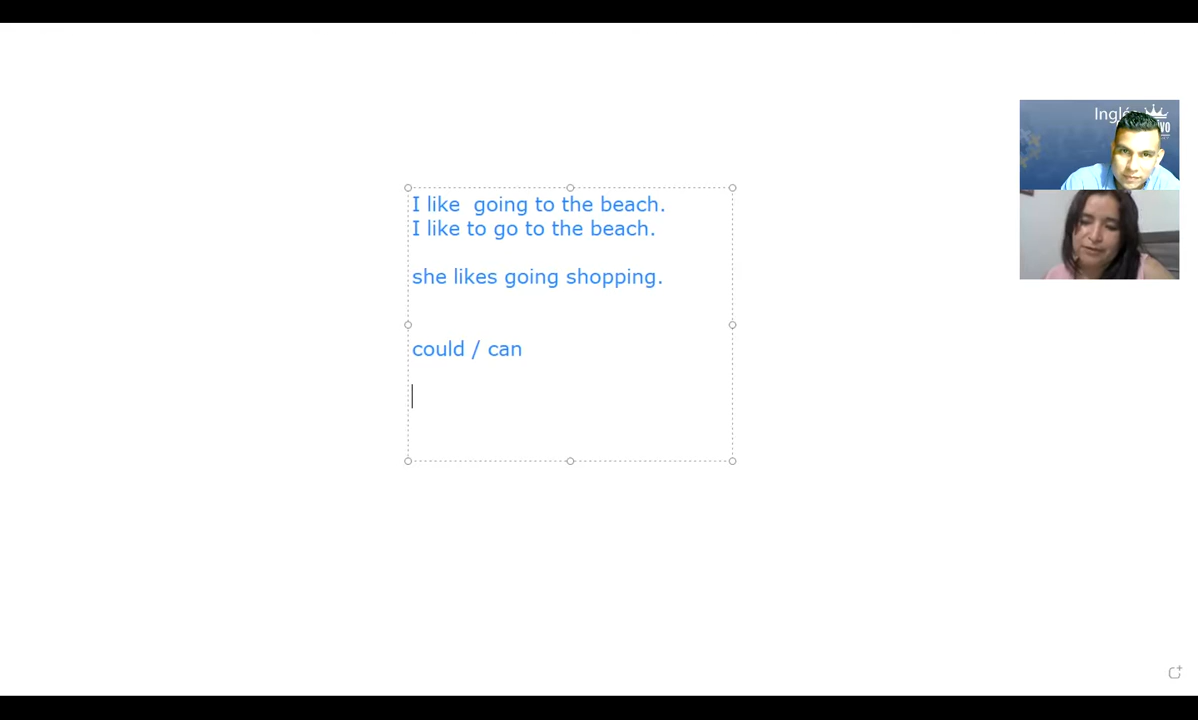 I like  going to the beach.
I like to go to the beach.
she likes going shopping.
could / can